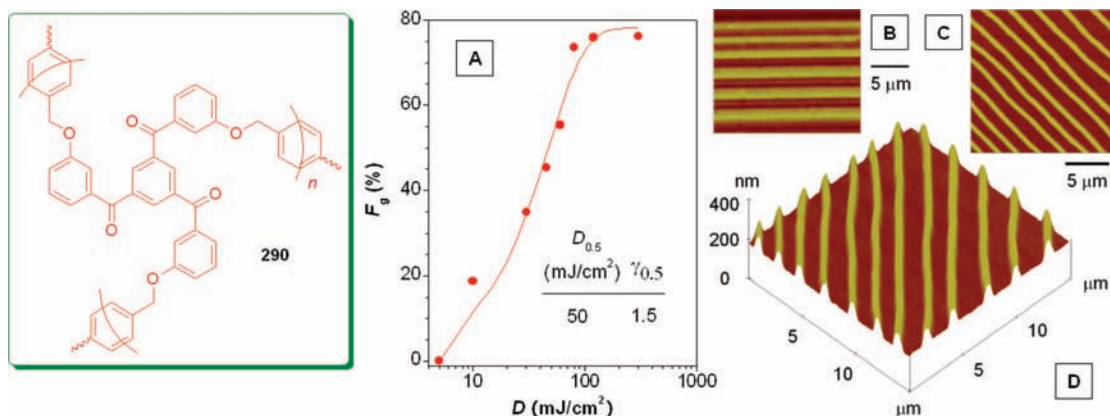 O
O
O
n
O
O
O
290
A
F_g (%)
80
60
40
20
0
D_0.5
(mJ/cm²) γ_0.5
50 1.5
10 100 1000
D (mJ/cm²)
B C
5 μm
5 μm
nm
400
200
0
μm
5
10
10
5
μm
D